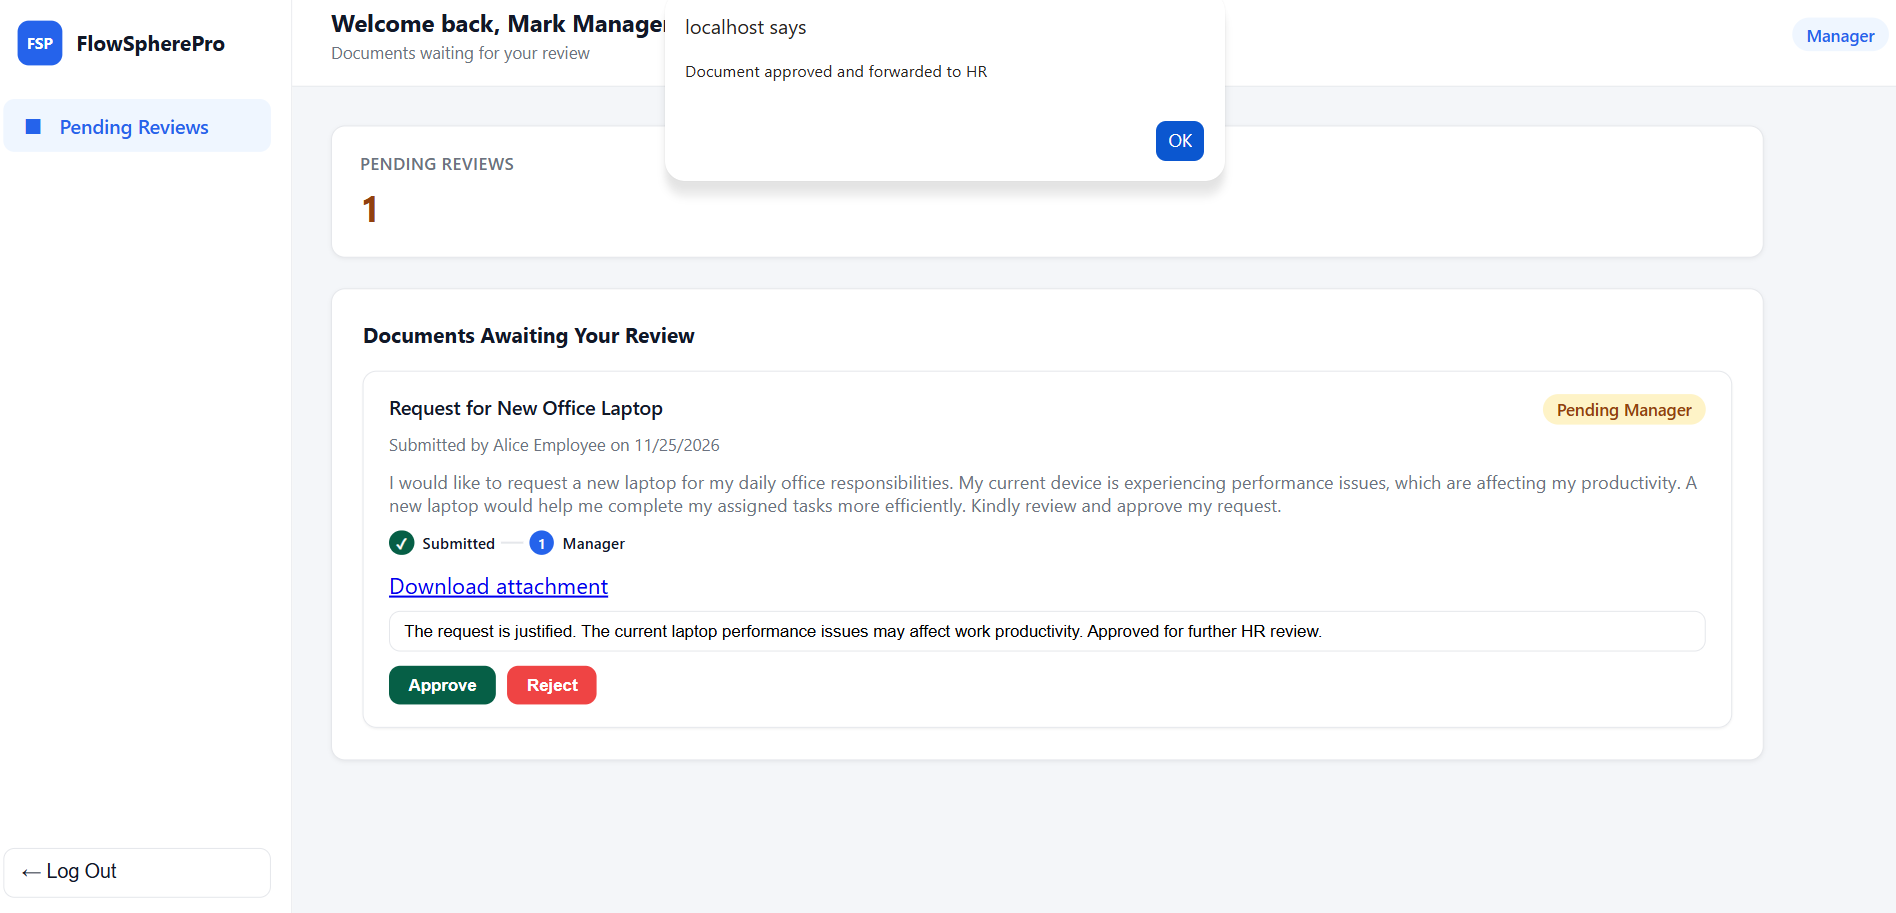 FSP
FlowSpherePro
Pending Reviews
← Log Out
Welcome back, Mark Manager
Documents waiting for your review
Manager
localhost says
Document approved and forwarded to HR
OK
PENDING REVIEWS
1
Documents Awaiting Your Review
Request for New Office Laptop
Pending Manager
Submitted by Alice Employee on 11/25/2026
I would like to request a new laptop for my daily office responsibilities. My current device is experiencing performance issues, which are affecting my productivity. A
new laptop would help me complete my assigned tasks more efficiently. Kindly review and approve my request.
✓ Submitted 1 Manager
Download attachment
The request is justified. The current laptop performance issues may affect work productivity. Approved for further HR review.
Approve Reject